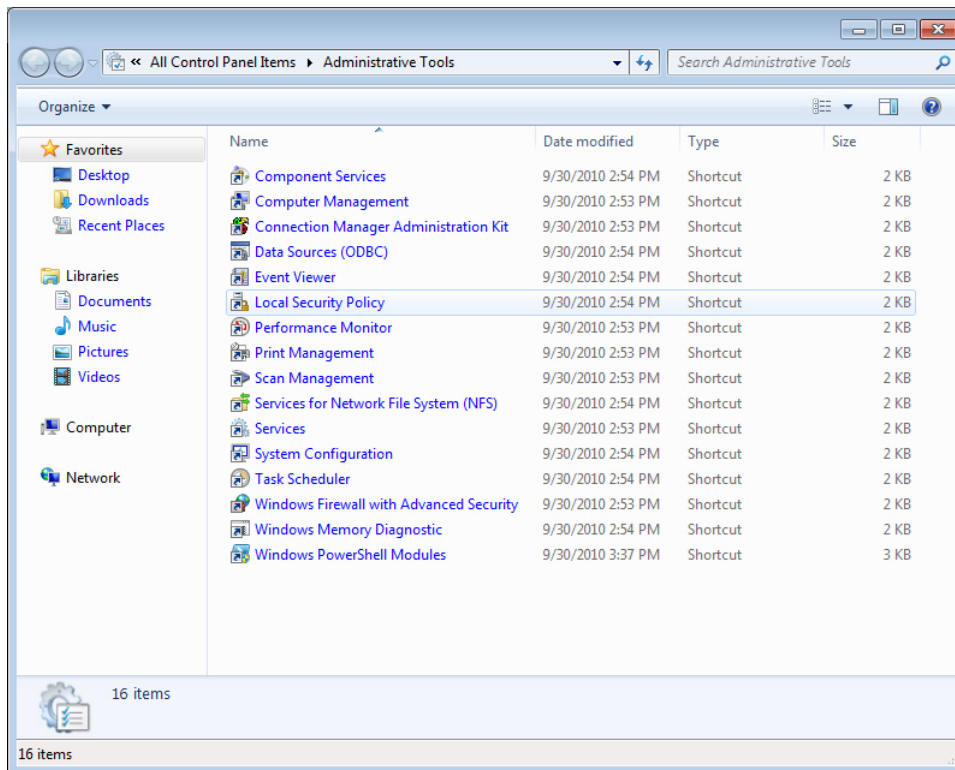 « All Control Panel Items ▸ Administrative Tools
Search Administrative Tools
Organize
Name Date modified Type Size
Favorites
Desktop
Downloads
Recent Places
Libraries
Documents
Music
Pictures
Videos
Computer
Network
Component Services 9/30/2010 2:54 PM Shortcut 2 KB
Computer Management 9/30/2010 2:53 PM Shortcut 2 KB
Connection Manager Administration Kit 9/30/2010 2:53 PM Shortcut 2 KB
Data Sources (ODBC) 9/30/2010 2:54 PM Shortcut 2 KB
Event Viewer 9/30/2010 2:54 PM Shortcut 2 KB
Local Security Policy 9/30/2010 2:54 PM Shortcut 2 KB
Performance Monitor 9/30/2010 2:53 PM Shortcut 2 KB
Print Management 9/30/2010 2:53 PM Shortcut 2 KB
Scan Management 9/30/2010 2:53 PM Shortcut 2 KB
Services for Network File System (NFS) 9/30/2010 2:54 PM Shortcut 2 KB
Services 9/30/2010 2:53 PM Shortcut 2 KB
System Configuration 9/30/2010 2:54 PM Shortcut 2 KB
Task Scheduler 9/30/2010 2:54 PM Shortcut 2 KB
Windows Firewall with Advanced Security 9/30/2010 2:53 PM Shortcut 2 KB
Windows Memory Diagnostic 9/30/2010 2:54 PM Shortcut 2 KB
Windows PowerShell Modules 9/30/2010 3:37 PM Shortcut 3 KB
16 items
16 items